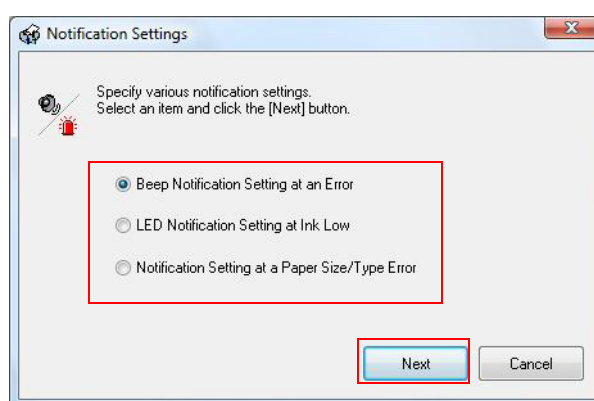 Notification Settings
Specify various notification settings.
Select an item and click the [Next] button.
Beep Notification Setting at an Error
LED Notification Setting at Ink Low
Notification Setting at a Paper Size/Type Error
Next
Cancel